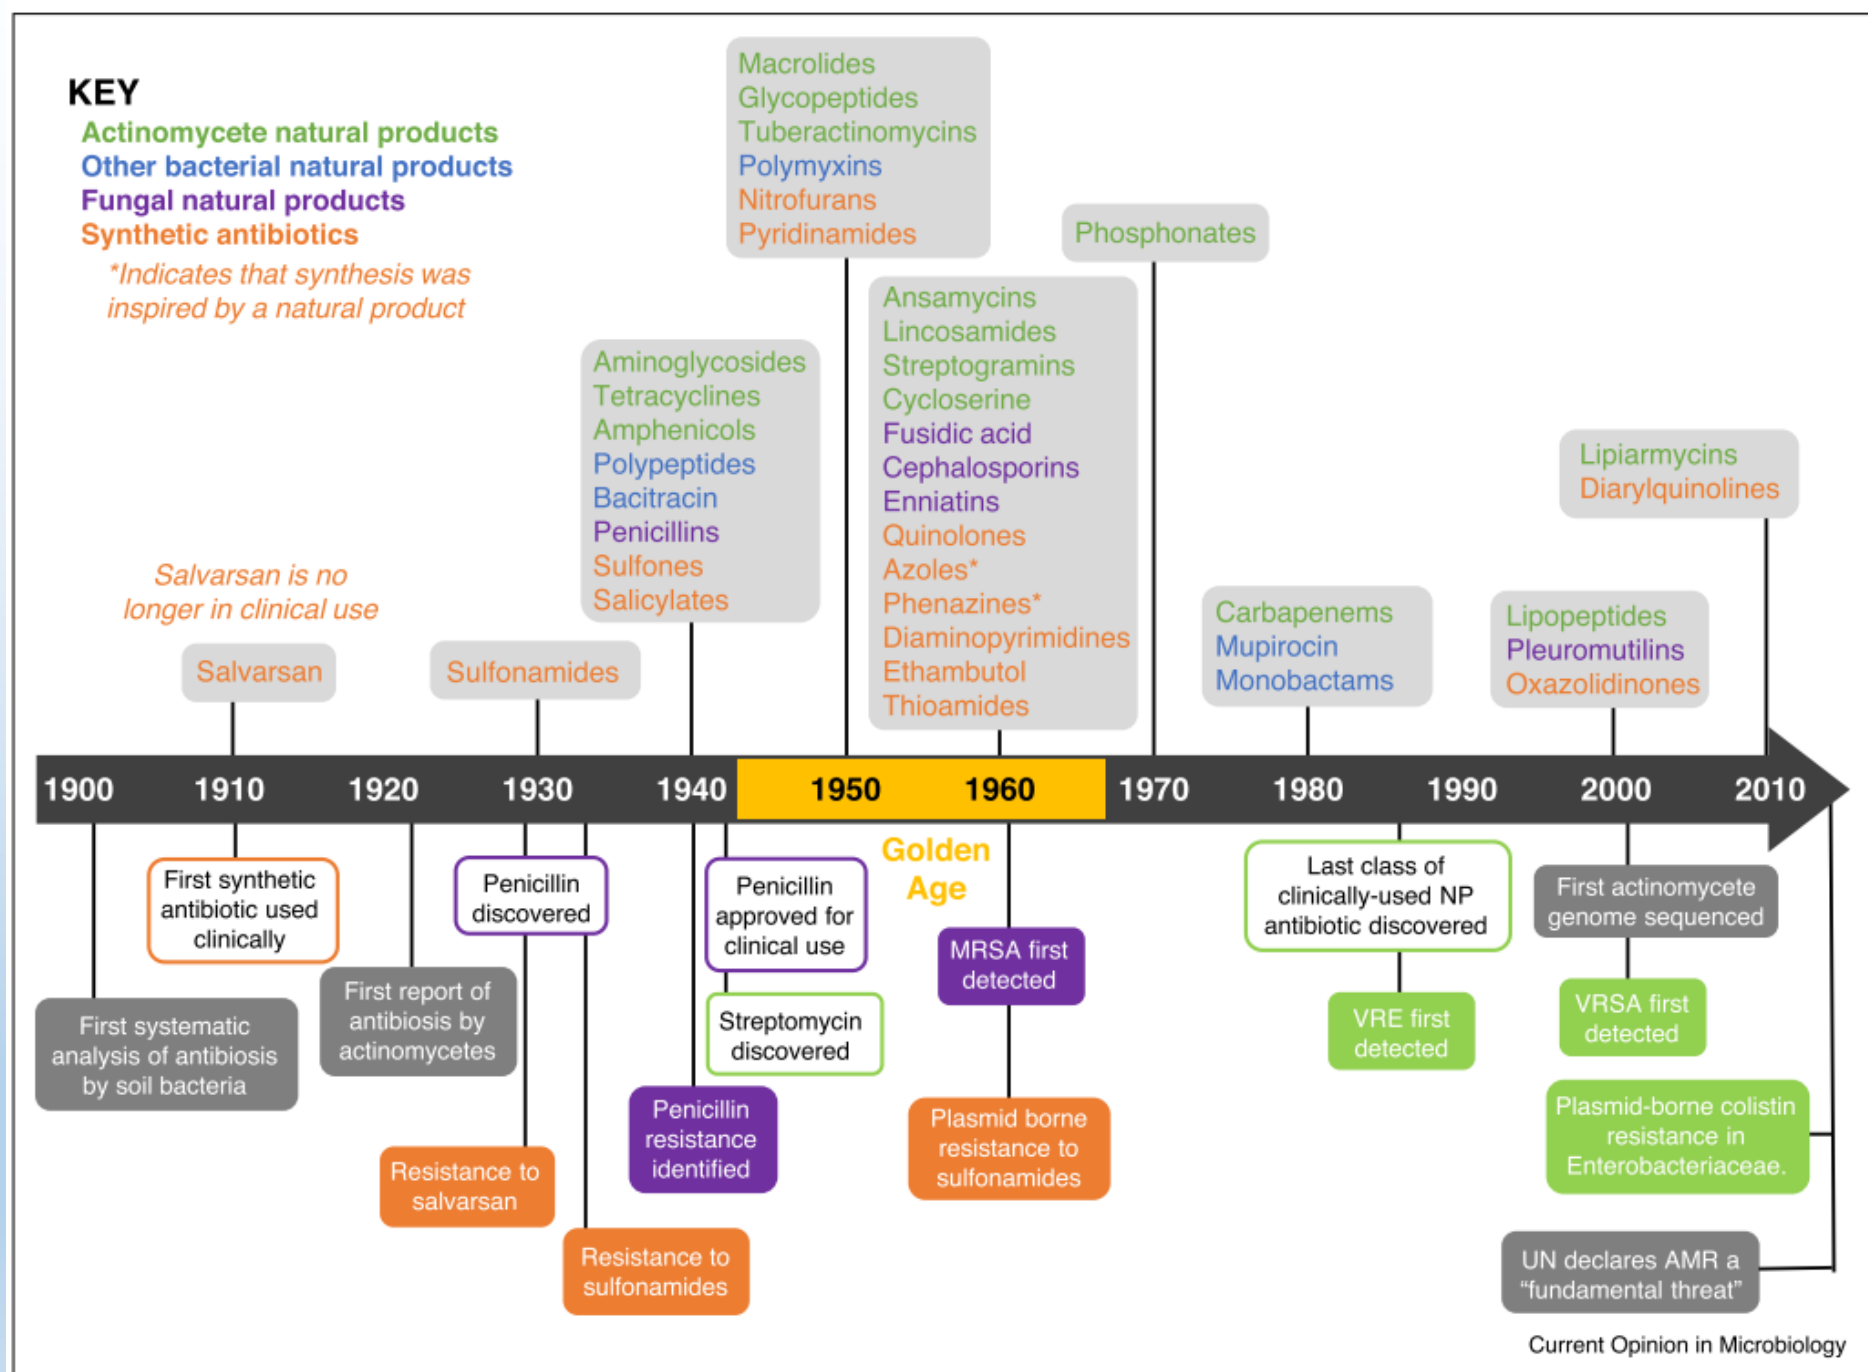 KEY
Actinomycete natural products
Other bacterial natural products
Fungal natural products
Synthetic antibiotics
*Indicates that synthesis was
inspired by a natural product
Macrolides
Glycopeptides
Tuberactinomycins
Polymyxins
Nitrofurans
Pyridinamides
Phosphonates
Ansamycins
Lincosamides
Streptogramins
Cycloserine
Fusidic acid
Cephalosporins
Enniatins
Quinolones
Azoles*
Phenazines*
Diaminopyrimidines
Ethambutol
Thioamides
Aminoglycosides
Tetracyclines
Amphenicols
Polypeptides
Bacitracin
Penicillins
Sulfones
Salicylates
Lipiarmycins
Diarylquinolines
Salvarsan is no
longer in clinical use
Salvarsan
Sulfonamides
Carbapenems
Mupirocin
Monobactams
Lipopeptides
Pleuromutilins
Oxazolidinones
1900 1910 1920 1930 1940 1950 1960 1970 1980 1990 2000 2010
Golden
Age
First synthetic
antibiotic used
clinically
Penicillin
discovered
Penicillin
approved for
clinical use
Last class of
clinically-used NP
antibiotic discovered
First actinomycete
genome sequenced
MRSA first
detected
First systematic
analysis of antibiosis
by soil bacteria
First report of
antibiosis by
actinomycetes
Streptomycin
discovered
VRE first
detected
VRSA first
detected
Penicillin
resistance
identified
Plasmid borne
resistance to
sulfonamides
Plasmid-borne colistin
resistance in
Enterobacteriaceae.
Resistance to
salvarsan
Resistance to
sulfonamides
UN declares AMR a
“fundamental threat”
Current Opinion in Microbiology